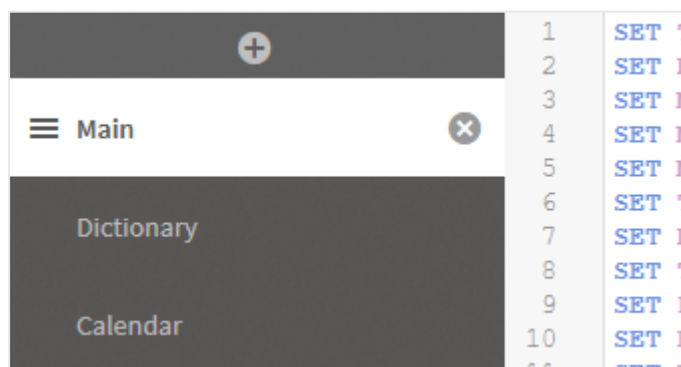 Main
Dictionary
Calendar
1 SET
2 SET
3 SET
4 SET
5 SET
6 SET
7 SET
8 SET
9 SET
10 SET